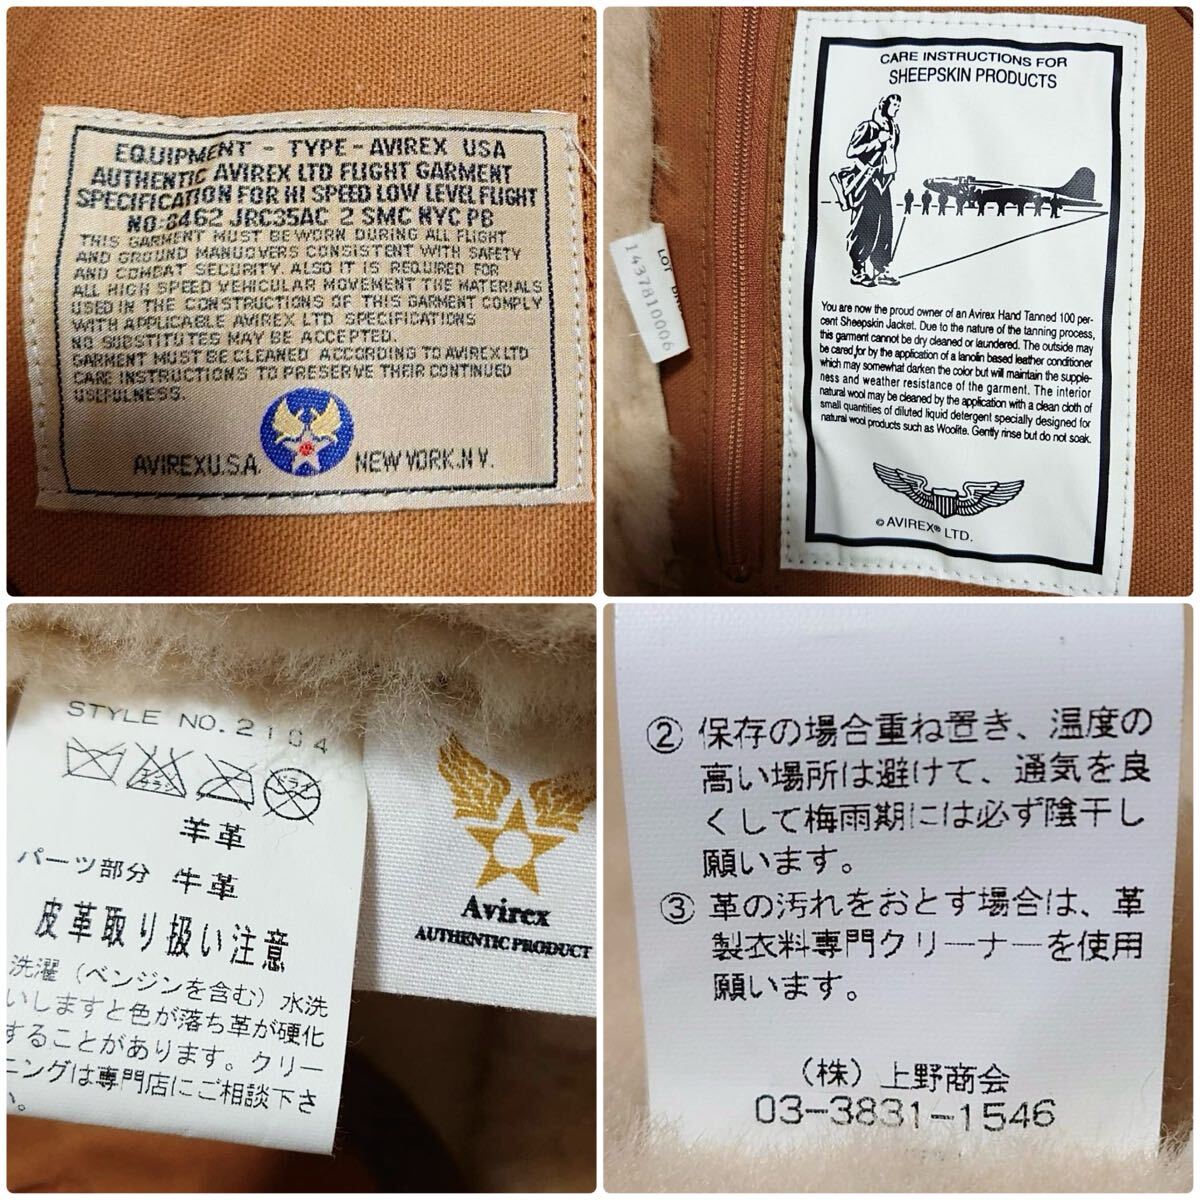 EQUIPMENT - TYPE - AVIREX USA
AUTHENTIC AVIREX LTD FLIGHT GARMENT
SPECIFICATION FOR HI SPEED LOW LEVEL FLIGHT
NO:8462 JRC35AC 2 SMC NYC PB
THIS GARMENT MUST BE WORN DURING ALL FLIGHT
AND GROUND MANUOVERS CONSISTENT WITH SAFETY
AND COMBAT SECURITY. ALSO IT IS REQUIRED FOR
ALL HIGH SPEED VEHICULAR MOVEMENT THE MATERIALS
USED IN THE CONSTRUCTIONS OF THIS GARMENT COMPLY
WITH APPLICABLE AVIREX LTD SPECIFICATIONS
NO SUBSTITUTES MAY BE ACCEPTED.
GARMENT MUST BE CLEANED ACCORDING TO AVIREX LTD
CARE INSTRUCTIONS TO PRESERVE THEIR CONTINUED
USEFULNESS.
AVIREX U.S.A. NEW YORK.N.Y.
CARE INSTRUCTIONS FOR
SHEEPSKIN PRODUCTS
You are now the proud owner of an Avirex Hand Tanned 100 per-
cent Sheepskin Jacket. Due to the nature of the tanning process,
this garment cannot be dry cleaned or laundered. The outside may
be cared for by the application of a lanolin based leather conditioner
which may somewhat darken the color but will maintain the supple-
ness and weather resistance of the garment. The interior
natural wool may be cleaned by the application with a clean cloth of
small quantities of diluted liquid detergent specially designed for
natural wool products such as Woolite. Gently rinse but do not soak.
© AVIREX® LTD.
LOT
1437810006
STYLE NO.2104
ドライ
羊革
パーツ部分 牛革
皮革取り扱い注意
洗濯（ベンジンを含む）水洗
いしますと色が落ち革が硬化
することがあります。クリー
ニングは専門店にご相談下さ
い。
Avirex
AUTHENTIC PRODUCT
② 保存の場合重ね置き、温度の
高い場所は避けて、通気を良
くして梅雨期には必ず陰干し
願います。
③ 革の汚れをおとす場合は、革
製衣料専門クリーナーを使用
願います。
（株）上野商会
03-3831-1546